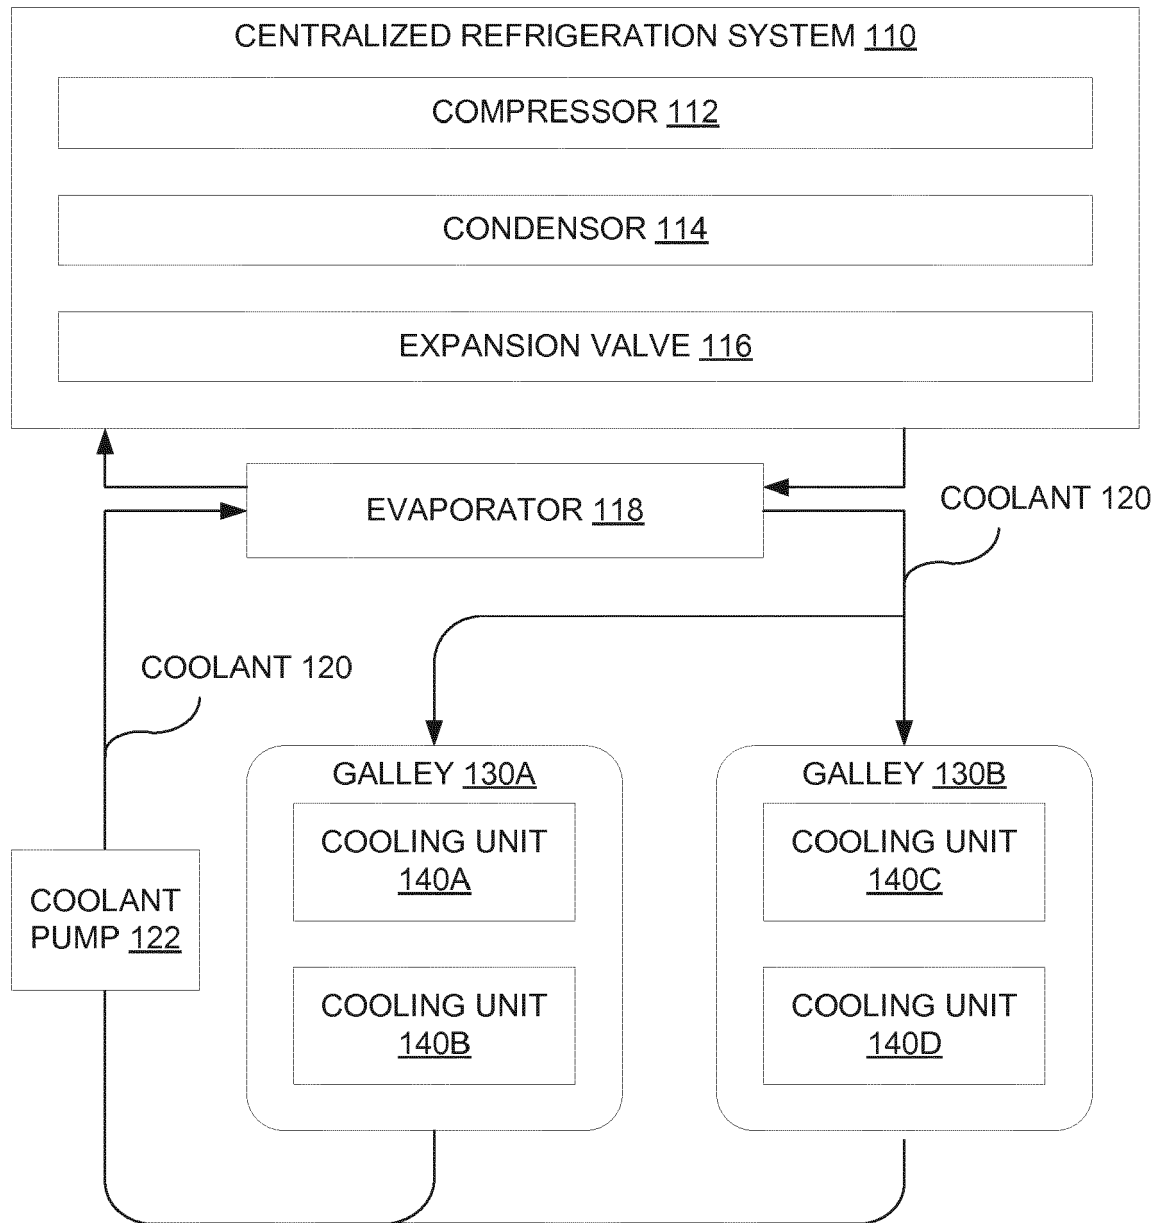 CENTRALIZED REFRIGERATION SYSTEM 110
COMPRESSOR 112
CONDENSOR 114
EXPANSION VALVE 116
EVAPORATOR 118
COOLANT 120
COOLANT 120
GALLEY 130A
COOLING UNIT
140A
COOLING UNIT
140B
GALLEY 130B
COOLING UNIT
140C
COOLING UNIT
140D
COOLANT
PUMP 122